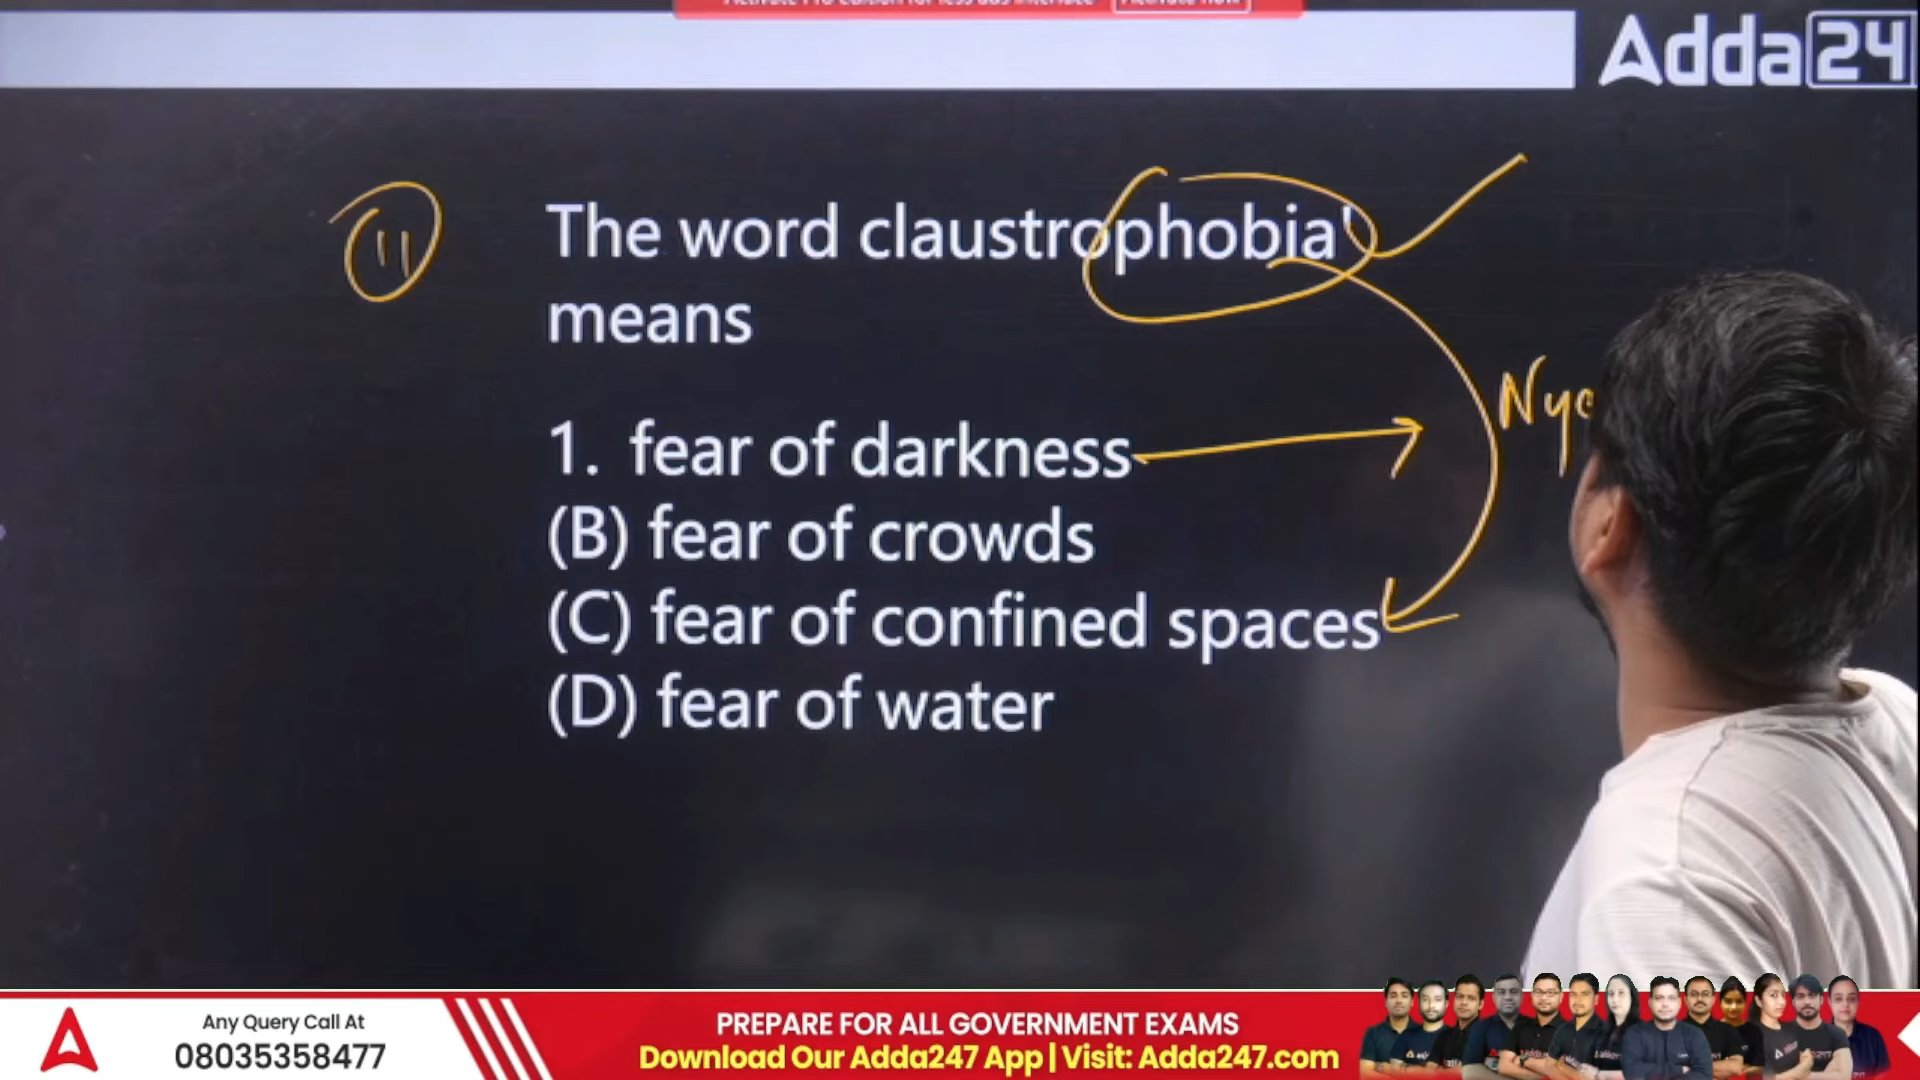 Adda24
11
The word claustrophobia'
means
1. fear of darkness
(B) fear of crowds
(C) fear of confined spaces
(D) fear of water
Any Query Call At
08035358477
PREPARE FOR ALL GOVERNMENT EXAMS
Download Our Adda247 App | Visit: Adda247.com